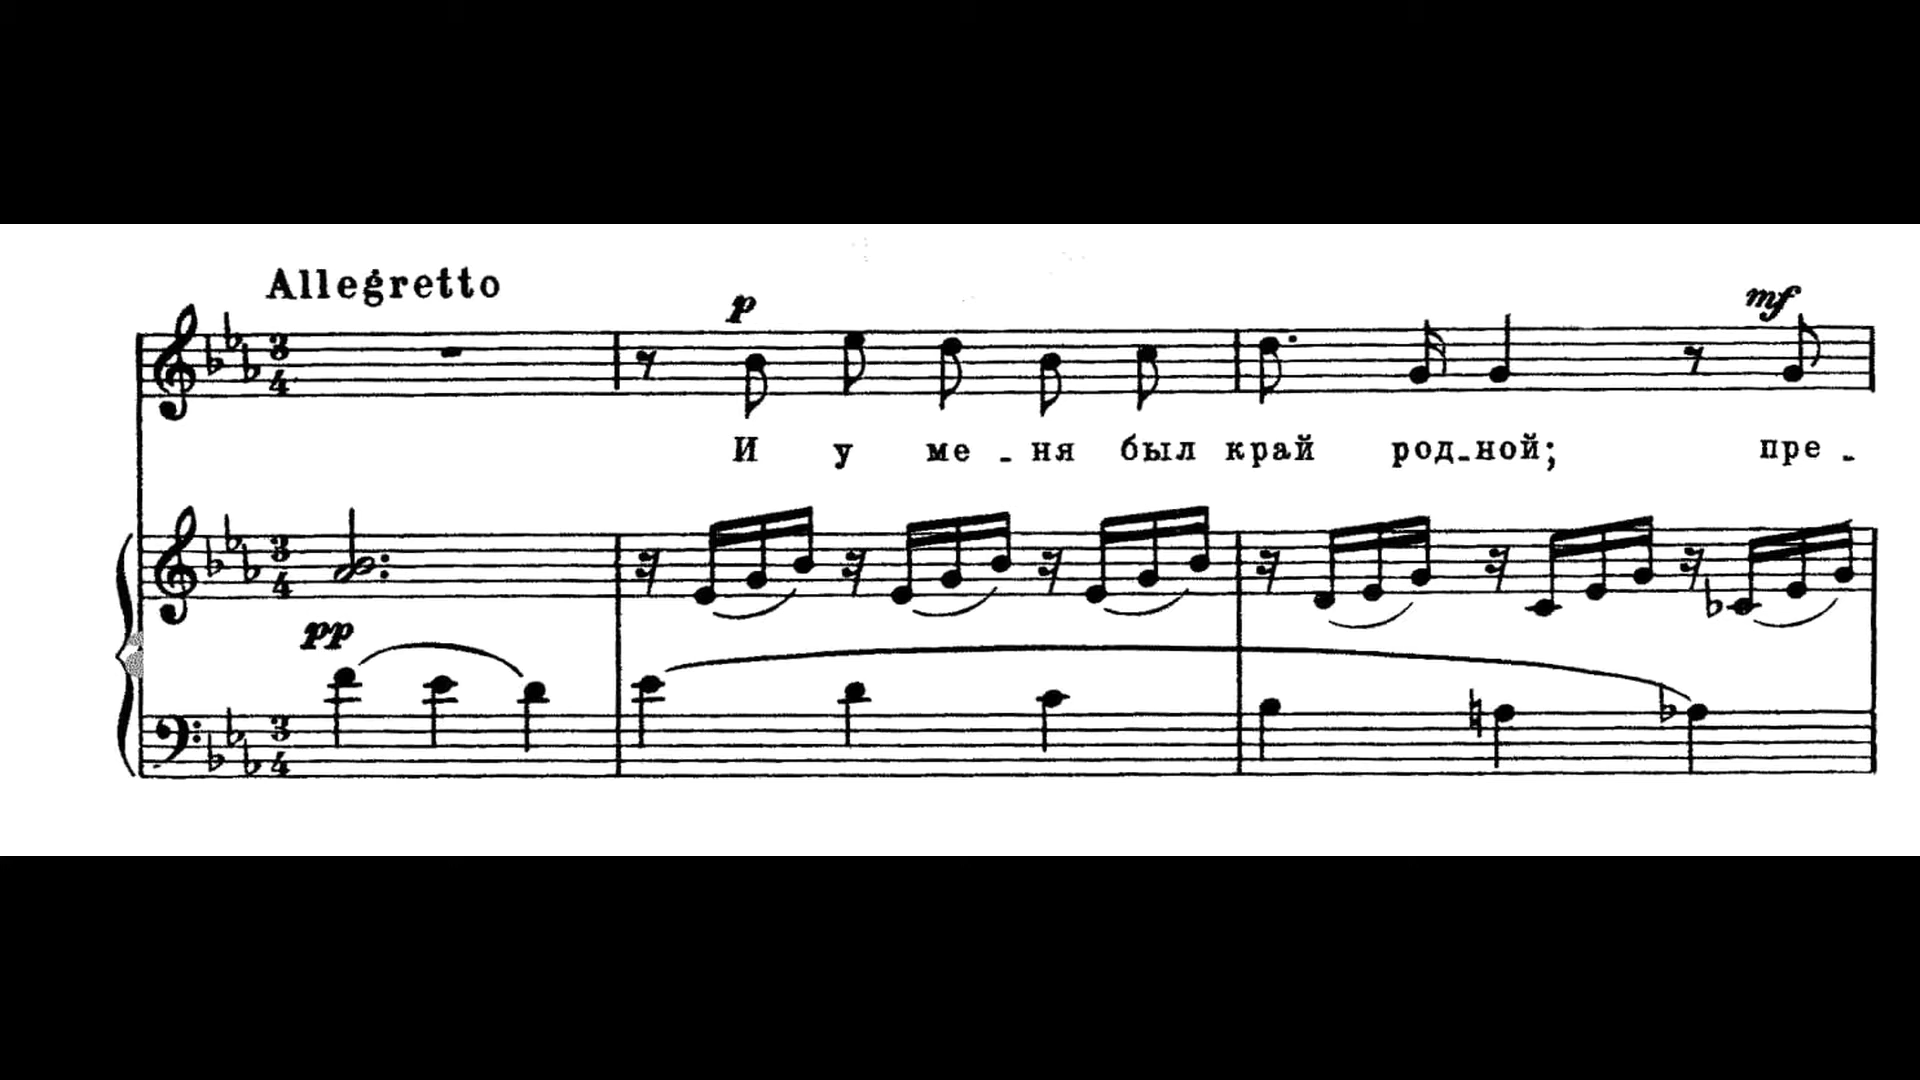 Allegretto
p
mf
И у ме - ня был край род-ной; пре -
pp